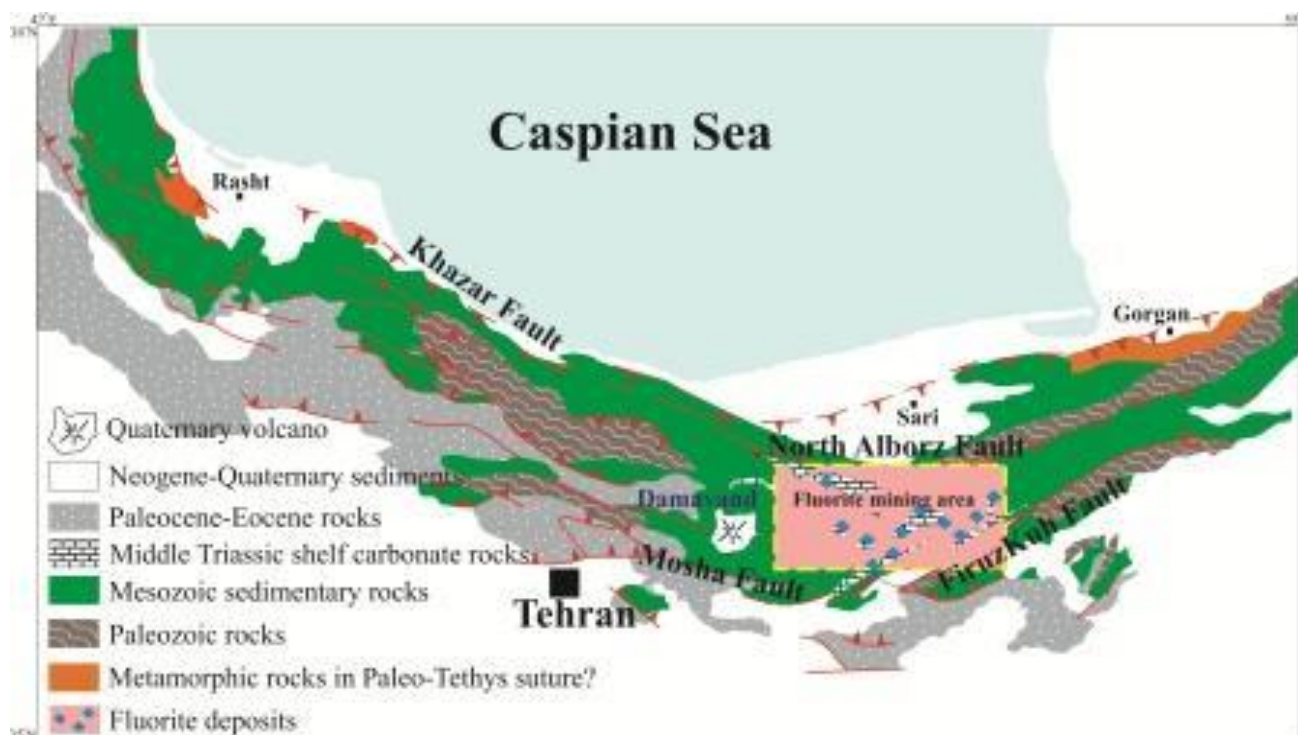 Caspian Sea
Rasht
Khazar Fault
Gorgan
Sari
North Alborz Fault
Damavand
Fluorite mining area
Mosha Fault
FiruzKuh Fault
Tehran
Quaternary volcano
Neogene-Quaternary sediments
Paleocene-Eocene rocks
Middle Triassic shelf carbonate rocks
Mesozoic sedimentary rocks
Paleozoic rocks
Metamorphic rocks in Paleo-Tethys suture?
Fluorite deposits